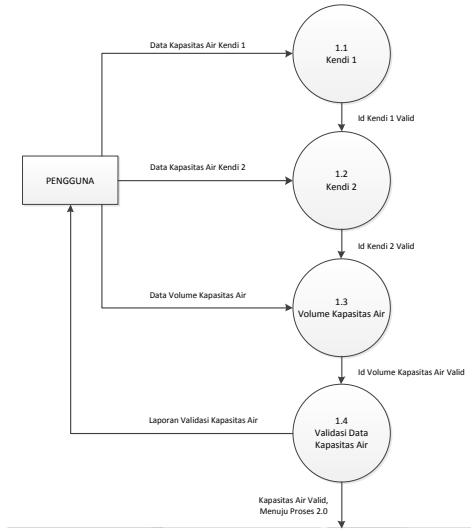 Data Kapasitas Air Kendi 1
1.1
Kendi 1
Id Kendi 1 Valid
PENGGUNA
Data Kapasitas Air Kendi 2
1.2
Kendi 2
Id Kendi 2 Valid
Data Volume Kapasitas Air
1.3
Volume Kapasitas Air
Id Volume Kapasitas Air Valid
Laporan Validasi Kapasitas Air
1.4
Validasi Data
Kapasitas Air
Kapasitas Air Valid,
Menuju Proses 2.0